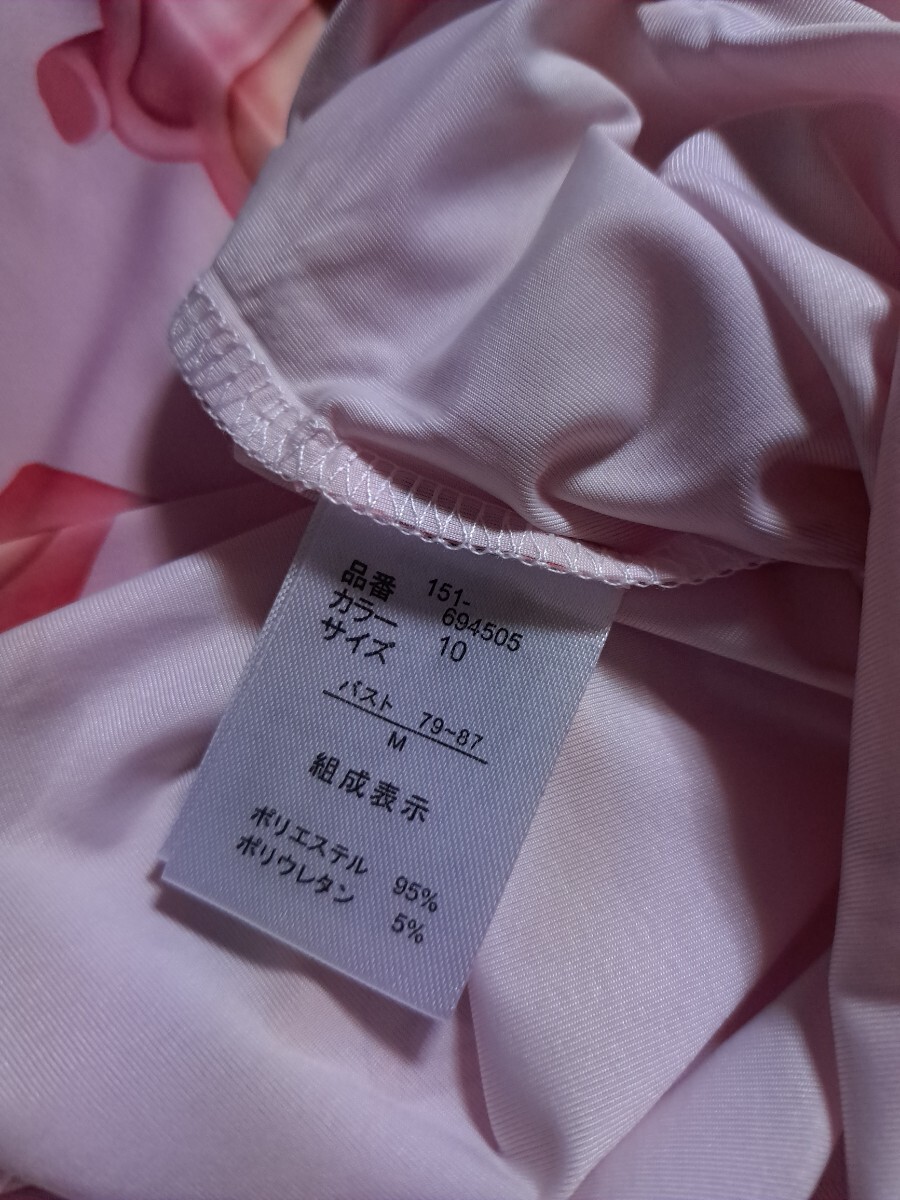 品番 151-
694505
カラー 10
サイズ
バスト 79~87
M
組成表示
ポリエステル 95%
ポリウレタン 5%